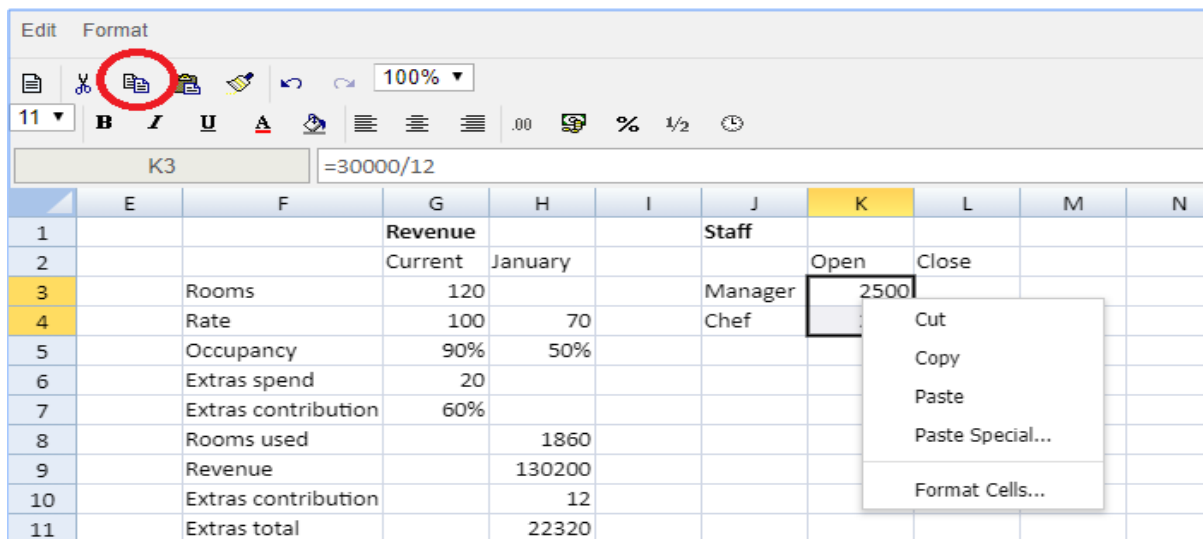 Edit Format
100% ▼
11 ▼ B I U A .00 % 1/2
K3 =30000/12
E F G H I J K L M N
1 Revenue Staff
2 Current January Open Close
3 Rooms 120 Manager 2500
4 Rate 100 70 Chef
Cut
5 Occupancy 90% 50%
Copy
6 Extras spend 20
Paste
7 Extras contribution 60%
8 Rooms used 1860
Paste Special...
9 Revenue 130200
10 Extras contribution 12
Format Cells...
11 Extras total 22320